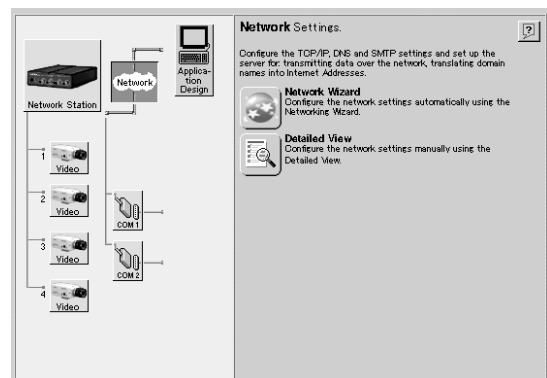 Network Settings.
?
Configure the TCP/IP, DNS and SMTP settings and set up the
server for: transmitting data over the network, translating domain
names into Internet Addresses.
Network Wizard
Configure the network settings automatically using the
Networking Wizard.
Detailed View
Configure the network settings manually using the
Detailed View.
Network Station
Network
Applica-
tion
Design
1
Video
2
Video
3
Video
4
Video
COM 1
COM 2